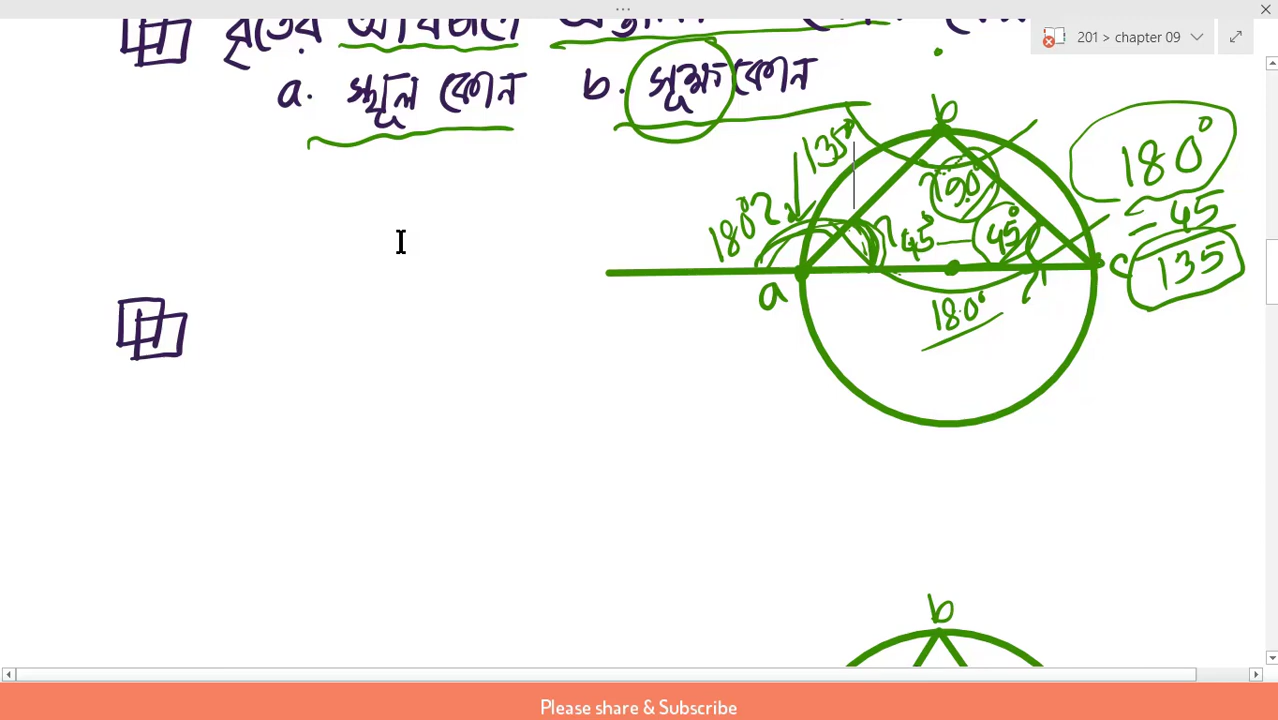 201 > chapter 09
বৃত্তের
a. স্থূল কোন b. সূক্ষ্ম কোন
b
135°
180°
90°
180°
45°
45°
= 45
135
a
c
180°
b
Please share & Subscribe